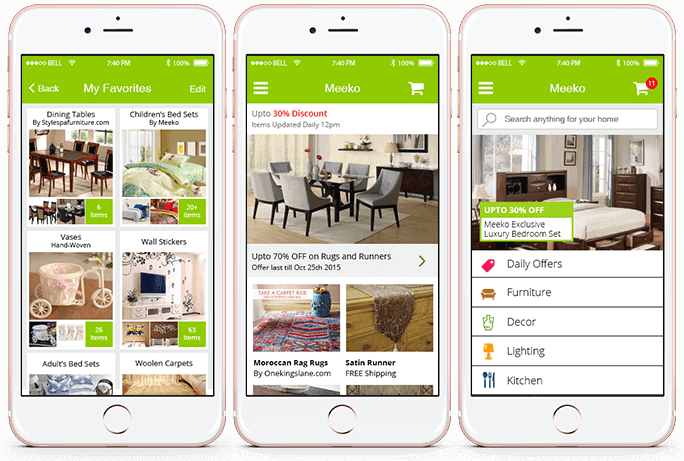 BELL
7:40 PM
100%
Back
My Favorites
Edit
Dining Tables
By Stylespafurniture.com
6
Items
Children's Bed Sets
By Meeko
20+
Items
Vases
Hand-Woven
26
Items
Wall Stickers
63
Items
Adult's Bed Sets
Woolen Carpets
BELL
7:40 PM
100%
Meeko
Upto 30% Discount
Items Updated Daily 12pm
Upto 70% OFF on Rugs and Runners
Offer last till Oct 25th 2015
TAKE A CARPET RIDE
Moroccan Rag Rugs
By Onekingslane.com
Satin Runner
FREE Shipping
BELL
7:40 PM
100%
Meeko
11
Search anything for your home
UPTO 30% OFF
Meeko Exclusive
Luxury Bedroom Set
Daily Offers
Furniture
Decor
Lighting
Kitchen